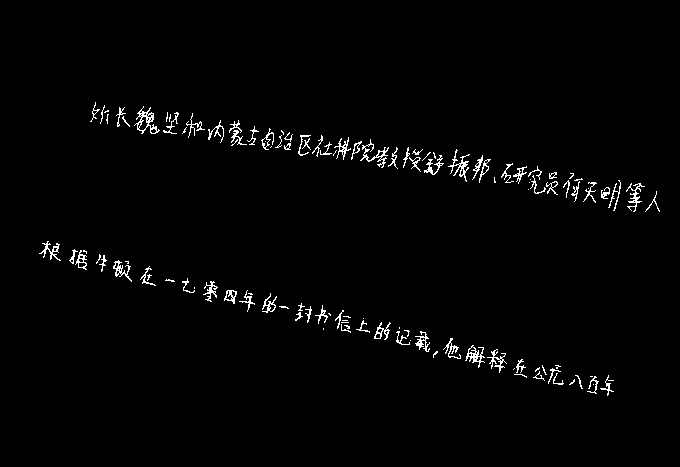 所长魏坚和内蒙古自治区社科院教授舒振邦、研究员何天明等人
根据牛顿在一七零四年的一封书信上的记载,他解释在公元八百年